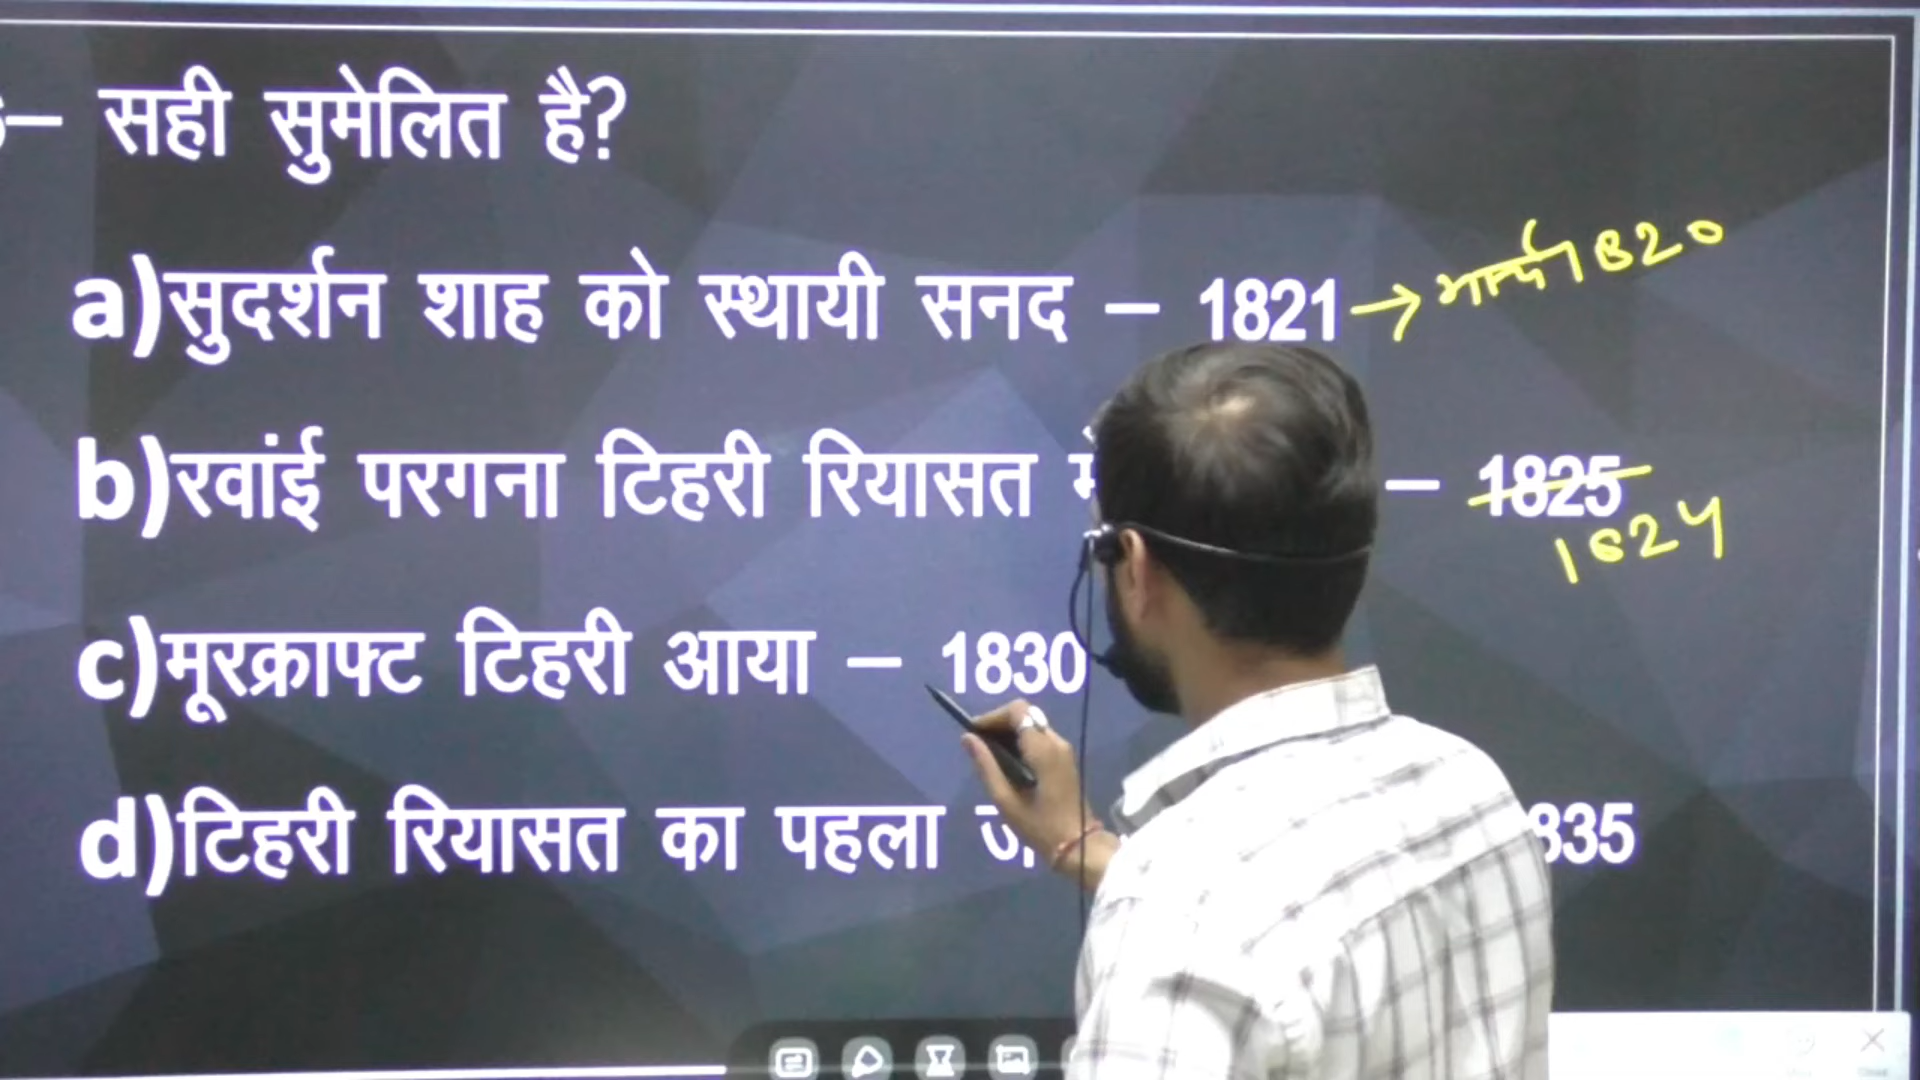 – सही सुमेलित है?
a)सुदर्शन शाह को स्थायी सनद – 1821 → मार्च 1820
b)रवांई परगना टिहरी रियासत – 1825
1824
c)मूरक्राफ्ट टिहरी आया – 1830
d)टिहरी रियासत का पहला 835